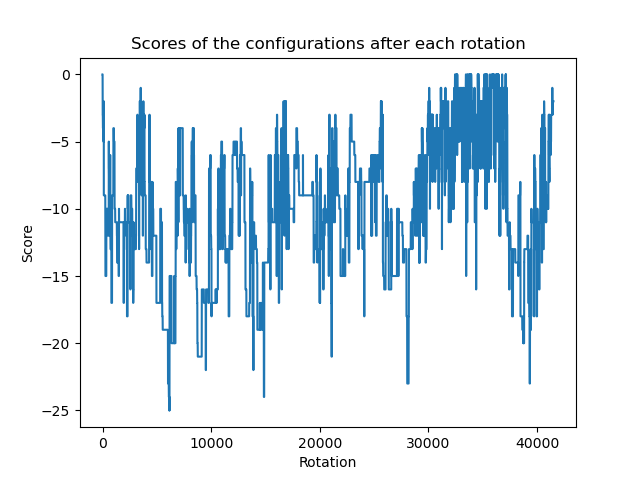 Scores of the configurations after each rotation
0
−5
−10
−15
−20
−25
Score
0 10000 20000 30000 40000
Rotation